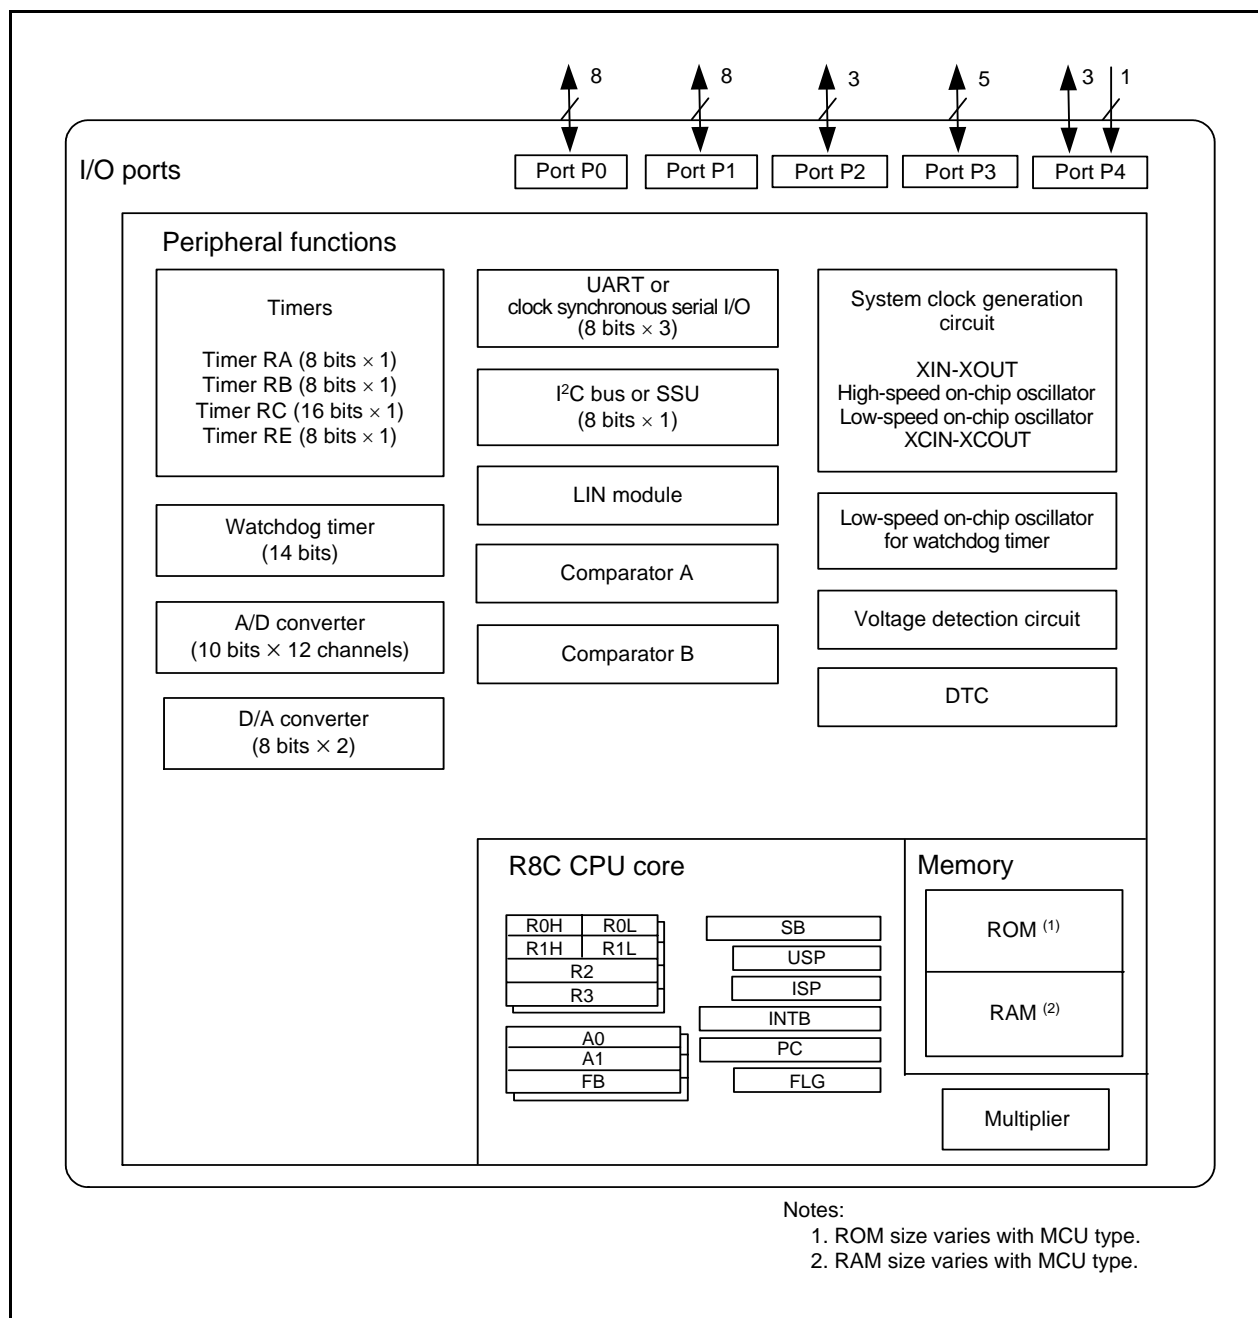 8 8 3 5 3 1
I/O ports
Port P0 Port P1 Port P2 Port P3 Port P4
Peripheral functions
Timers
Timer RA (8 bits × 1)
Timer RB (8 bits × 1)
Timer RC (16 bits × 1)
Timer RE (8 bits × 1)
Watchdog timer
(14 bits)
A/D converter
(10 bits × 12 channels)
D/A converter
(8 bits × 2)
UART or
clock synchronous serial I/O
(8 bits × 3)
I²C bus or SSU
(8 bits × 1)
LIN module
Comparator A
Comparator B
System clock generation
circuit
XIN-XOUT
High-speed on-chip oscillator
Low-speed on-chip oscillator
XCIN-XCOUT
Low-speed on-chip oscillator
for watchdog timer
Voltage detection circuit
DTC
R8C CPU core
R0H R0L
R1H R1L
R2
R3
A0
A1
FB
SB
USP
ISP
INTB
PC
FLG
Memory
ROM (1)
RAM (2)
Multiplier
Notes:
1. ROM size varies with MCU type.
2. RAM size varies with MCU type.